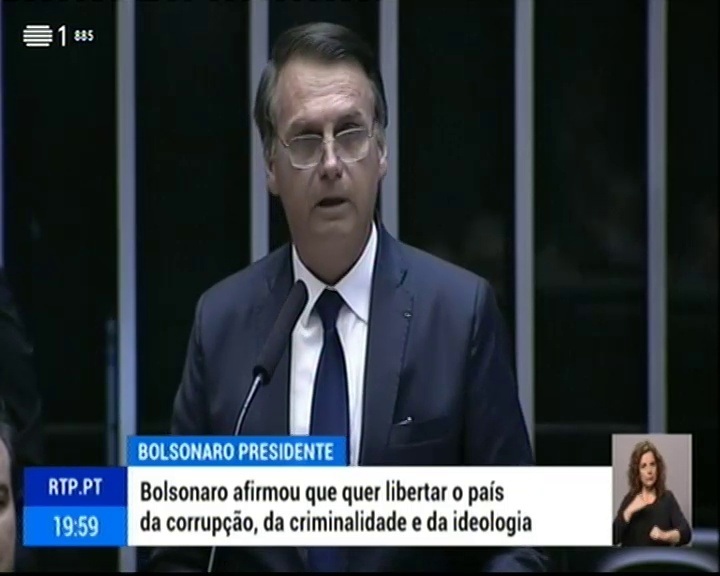 1 885
BOLSONARO PRESIDENTE
RTP.PT
Bolsonaro afirmou que quer libertar o país
da corrupção, da criminalidade e da ideologia
19:59